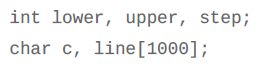 int lower, upper, step;
char c, line[1000];